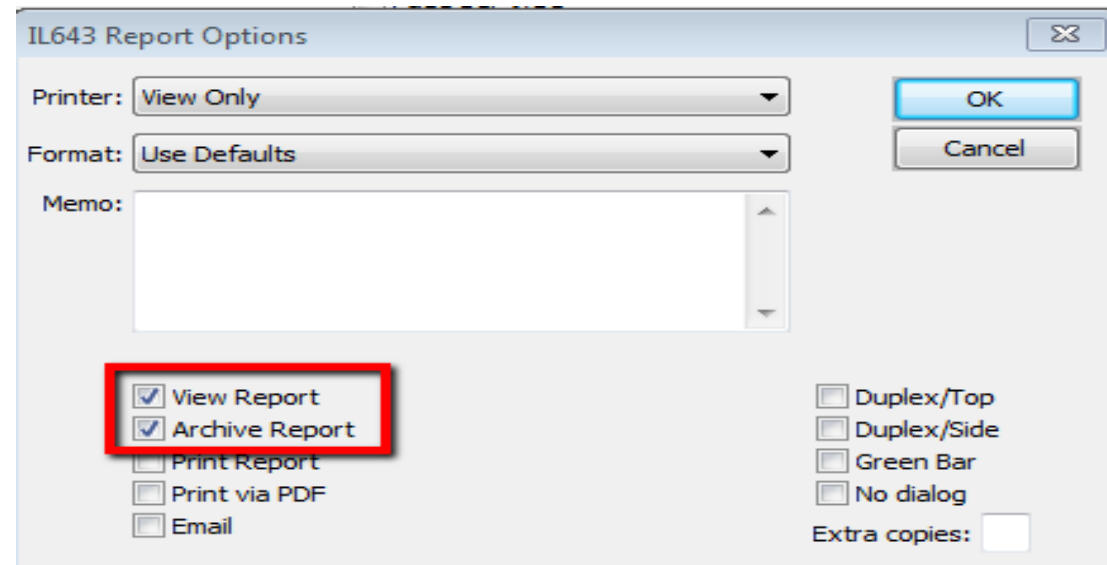 IL643 Report Options
Printer: View Only
OK
Format: Use Defaults
Cancel
Memo:
View Report
Duplex/Top
Archive Report
Duplex/Side
Print Report
Green Bar
Print via PDF
No dialog
Email
Extra copies: